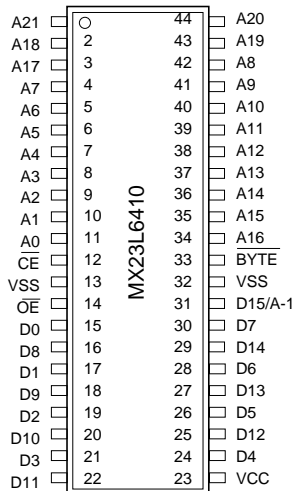 A21 44 A20
A18 2 43 A19
A17 3 42 A8
A7 4 41 A9
A6 5 40 A10
A5 6 39 A11
A4 7 38 A12
A3 8 37 A13
A2 9 36 A14
A1 10 35 A15
A0 11 34 A16
CE 12 33 BYTE
VSS 13 32 VSS
OE 14 31 D15/A-1
D0 15 30 D7
D8 16 29 D14
D1 17 28 D6
D9 18 27 D13
D2 19 26 D5
D10 20 25 D12
D3 21 24 D4
D11 22 23 VCC
MX23L6410